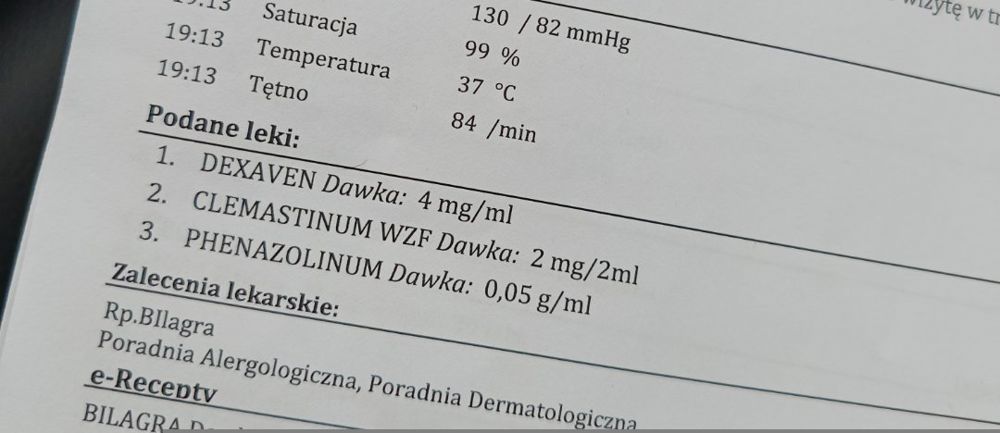 wizytę w
130 / 82 mmHg
Saturacja 99 %
19:13 Temperatura 37 °C
19:13 Tętno 84 /min
Podane leki:
1. DEXAVEN Dawka: 4 mg/ml
2. CLEMASTINUM WZF Dawka: 2 mg/2ml
3. PHENAZOLINUM Dawka: 0,05 g/ml
Zalecenia lekarskie:
Rp.BIlagra
Poradnia Alergologiczna, Poradnia Dermatologiczna
e-Recepty
BILAGRA